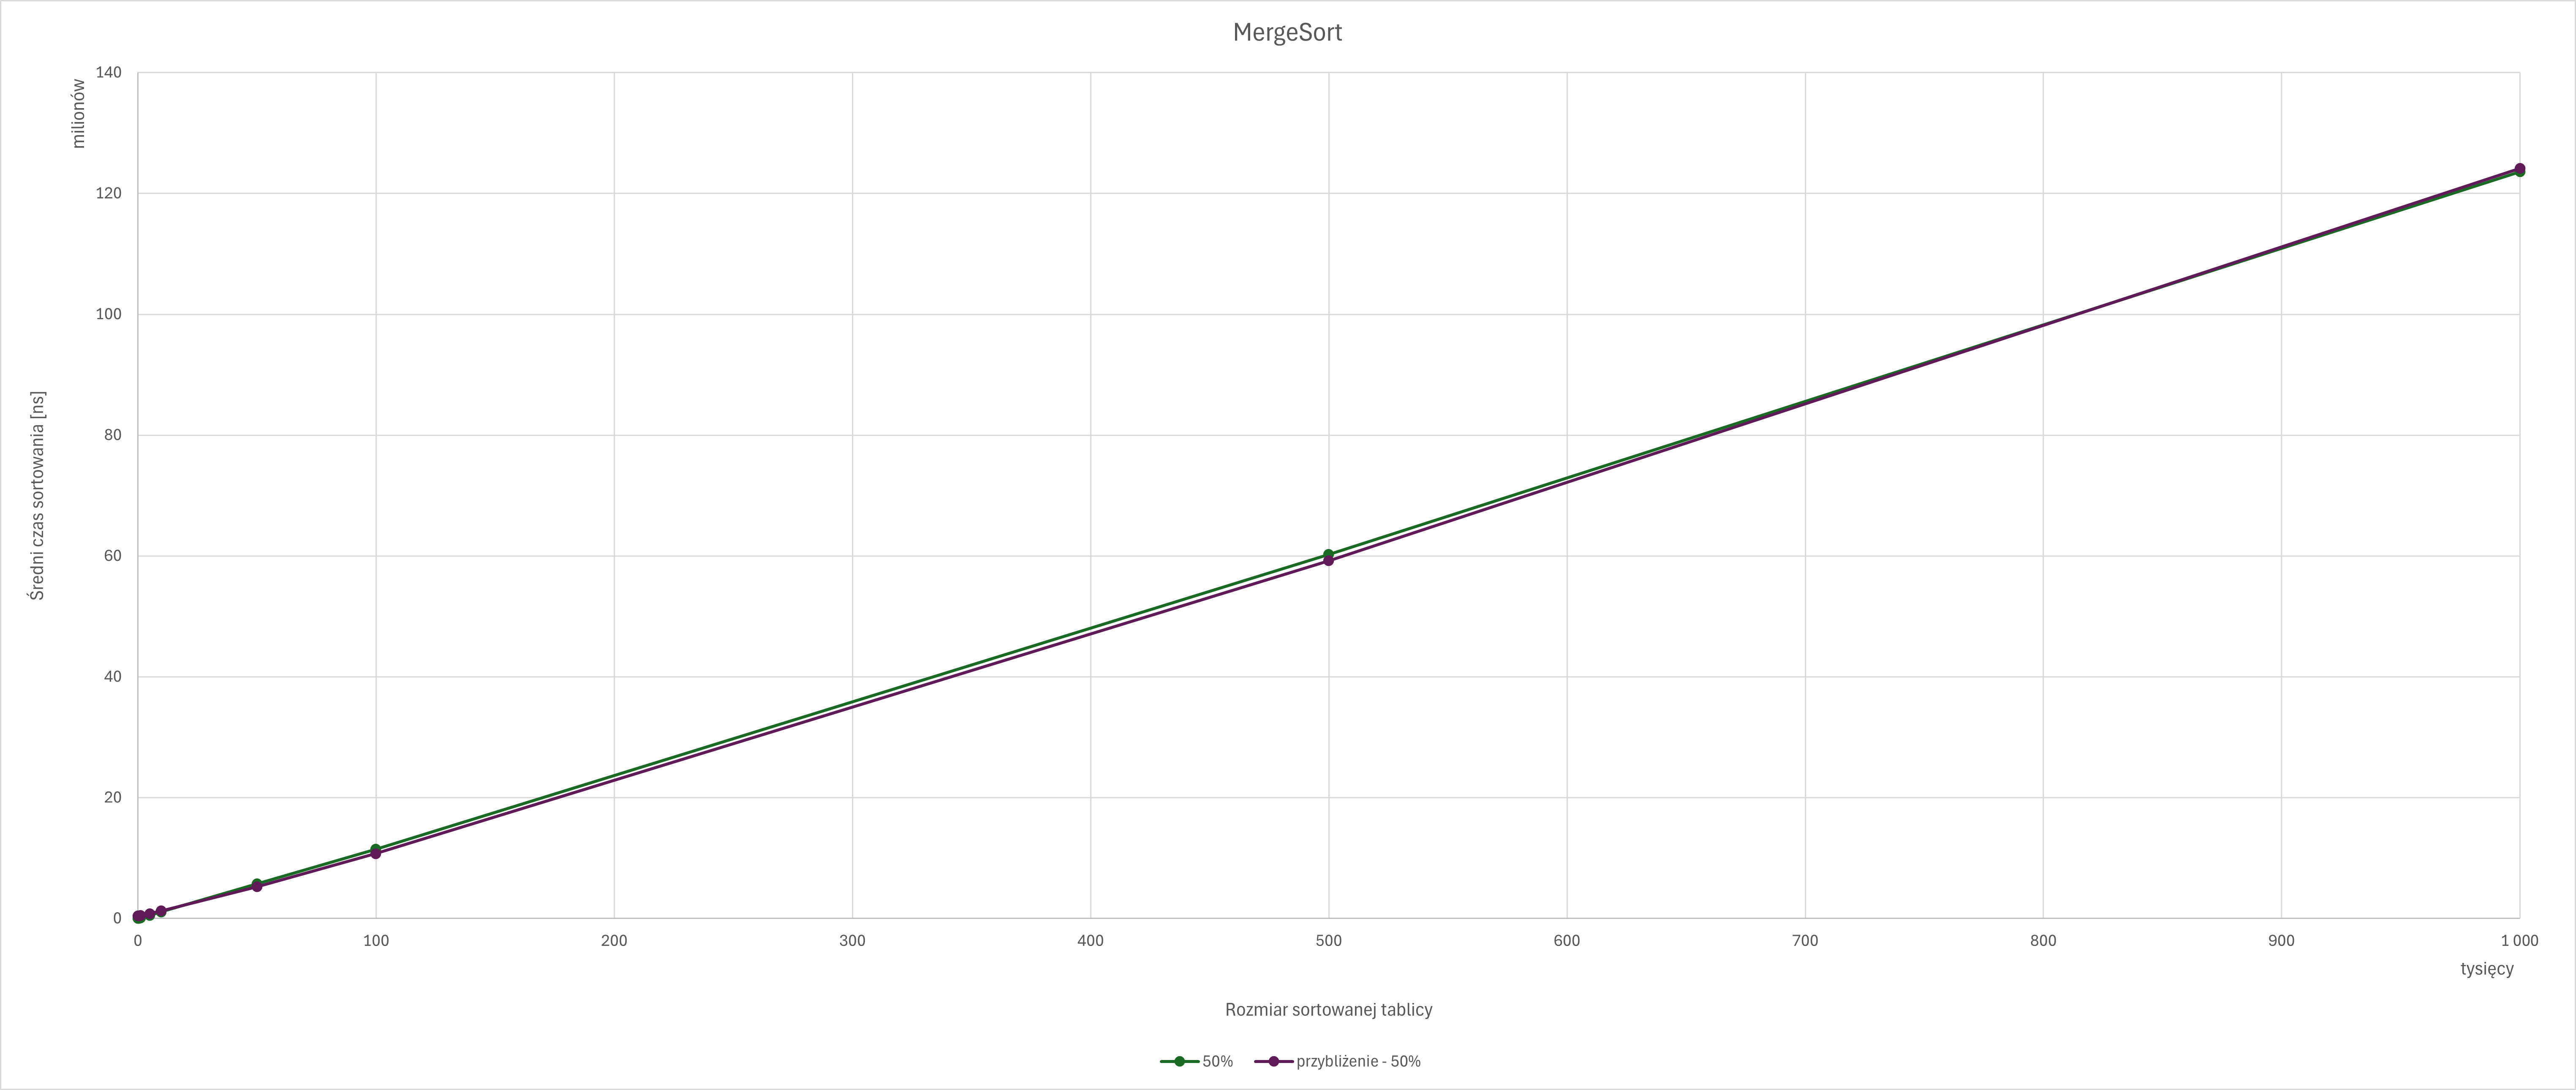 MergeSort
milionów
140
120
100
80
60
40
20
0
Średni czas sortowania [ns]
0 100 200 300 400 500 600 700 800 900 1 000
tysięcy
Rozmiar sortowanej tablicy
50% przybliżenie - 50%